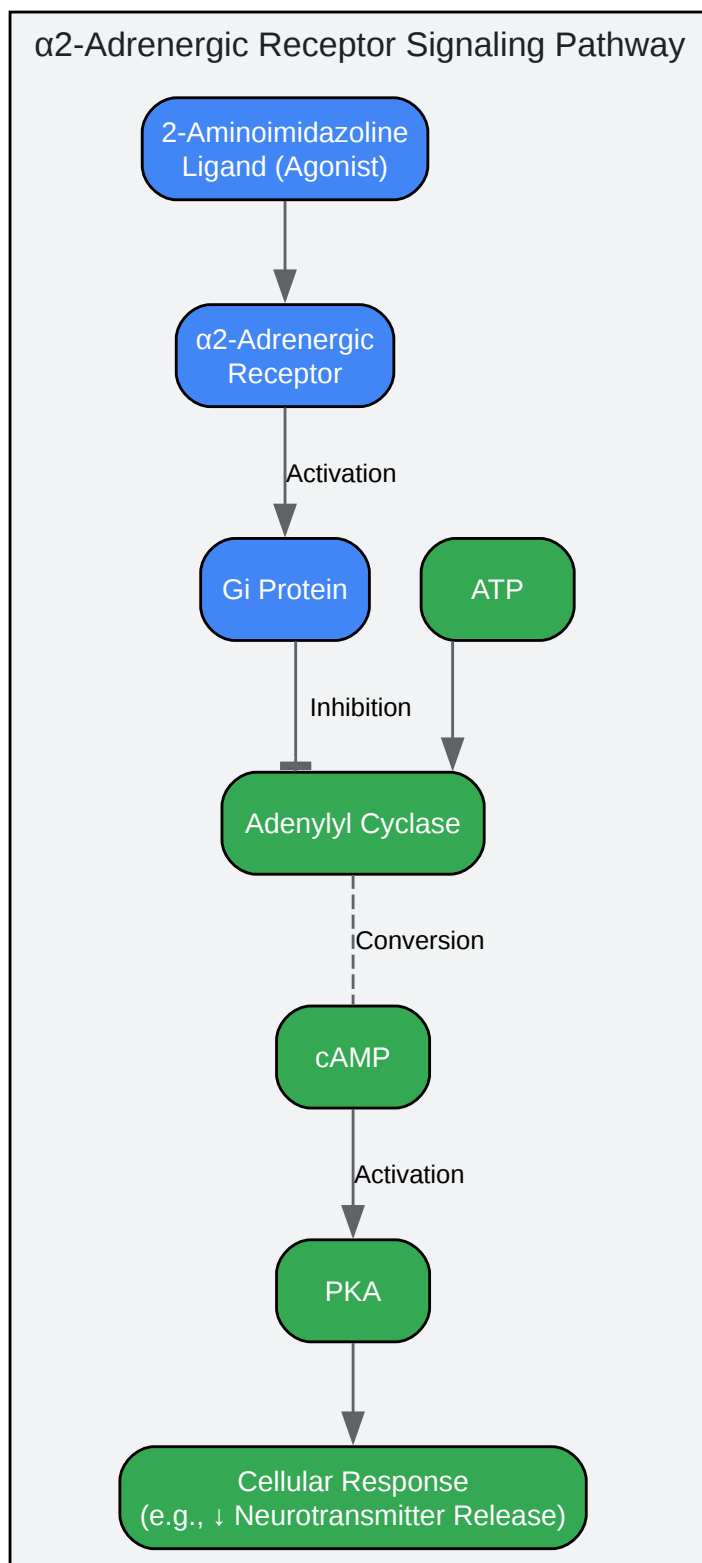 α2-Adrenergic Receptor Signaling Pathway
2-Aminoimidazoline
Ligand (Agonist)
α2-Adrenergic
Receptor
Activation
Gi Protein
ATP
Inhibition
Adenylyl Cyclase
Conversion
cAMP
Activation
PKA
Cellular Response
(e.g., ↓ Neurotransmitter Release)